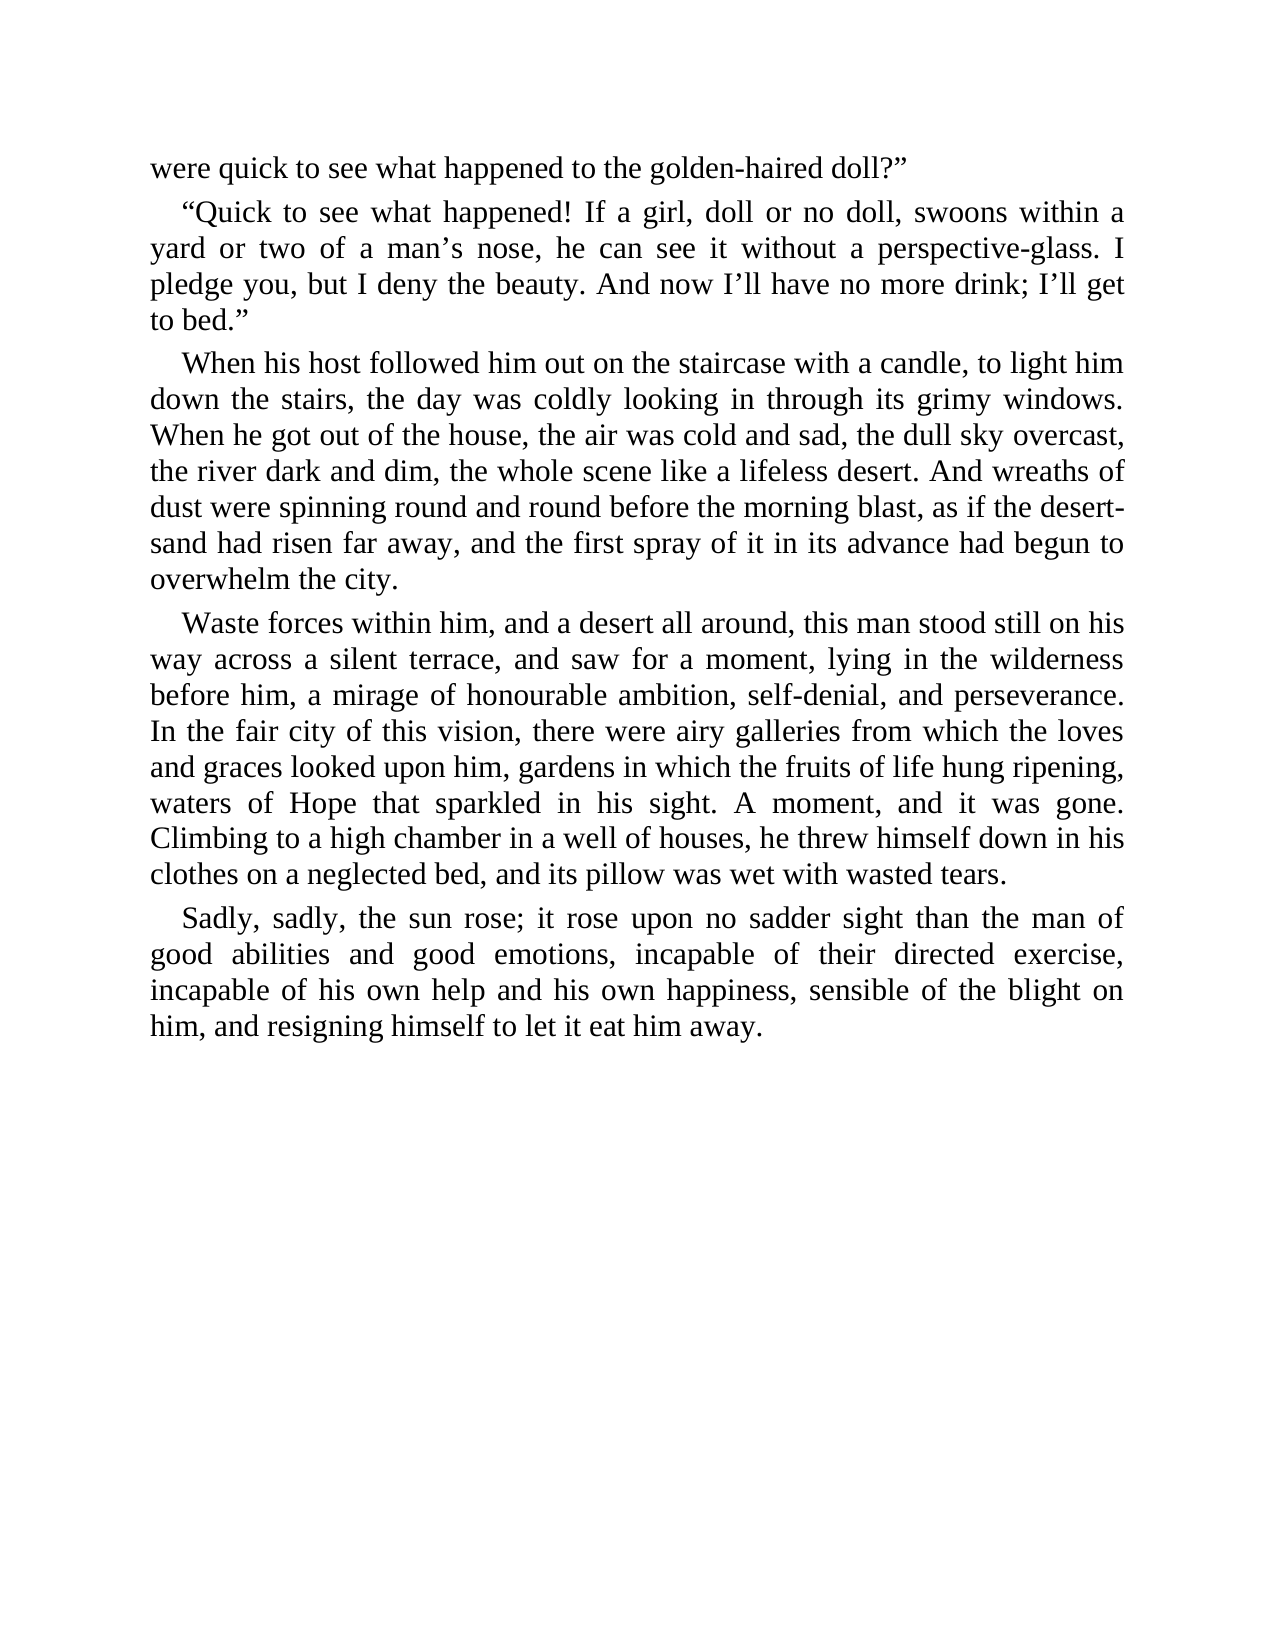 were quick to see what happened to the golden-haired doll?”
“Quick to see what happened! If a girl, doll or no doll, swoons within a
yard or two of a man’s nose, he can see it without a perspective-glass. I
pledge you, but I deny the beauty. And now I’ll have no more drink; I’ll get
to bed.”
When his host followed him out on the staircase with a candle, to light him
down the stairs, the day was coldly looking in through its grimy windows.
When he got out of the house, the air was cold and sad, the dull sky overcast,
the river dark and dim, the whole scene like a lifeless desert. And wreaths of
dust were spinning round and round before the morning blast, as if the desert-
sand had risen far away, and the first spray of it in its advance had begun to
overwhelm the city.
Waste forces within him, and a desert all around, this man stood still on his
way across a silent terrace, and saw for a moment, lying in the wilderness
before him, a mirage of honourable ambition, self-denial, and perseverance.
In the fair city of this vision, there were airy galleries from which the loves
and graces looked upon him, gardens in which the fruits of life hung ripening,
waters of Hope that sparkled in his sight. A moment, and it was gone.
Climbing to a high chamber in a well of houses, he threw himself down in his
clothes on a neglected bed, and its pillow was wet with wasted tears.
Sadly, sadly, the sun rose; it rose upon no sadder sight than the man of
good abilities and good emotions, incapable of their directed exercise,
incapable of his own help and his own happiness, sensible of the blight on
him, and resigning himself to let it eat him away.